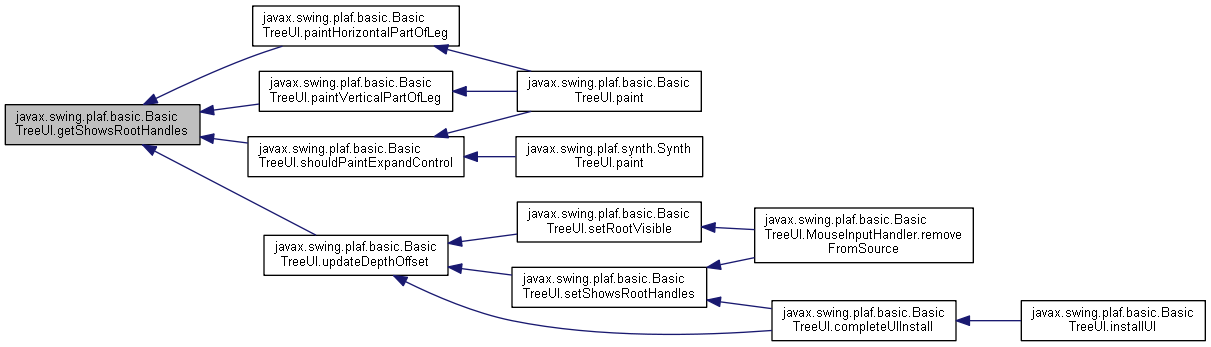 javax.swing.plaf.basic.Basic
TreeUI.paintHorizontalPartOfLeg
javax.swing.plaf.basic.Basic
TreeUI.paintVerticalPartOfLeg
javax.swing.plaf.basic.Basic
TreeUI.paint
javax.swing.plaf.basic.Basic
TreeUI.getShowsRootHandles
javax.swing.plaf.basic.Basic
TreeUI.shouldPaintExpandControl
javax.swing.plaf.synth.Synth
TreeUI.paint
javax.swing.plaf.basic.Basic
TreeUI.setRootVisible
javax.swing.plaf.basic.Basic
TreeUI.MouseInputHandler.remove
FromSource
javax.swing.plaf.basic.Basic
TreeUI.updateDepthOffset
javax.swing.plaf.basic.Basic
TreeUI.setShowsRootHandles
javax.swing.plaf.basic.Basic
TreeUI.completeUIInstall
javax.swing.plaf.basic.Basic
TreeUI.installUI